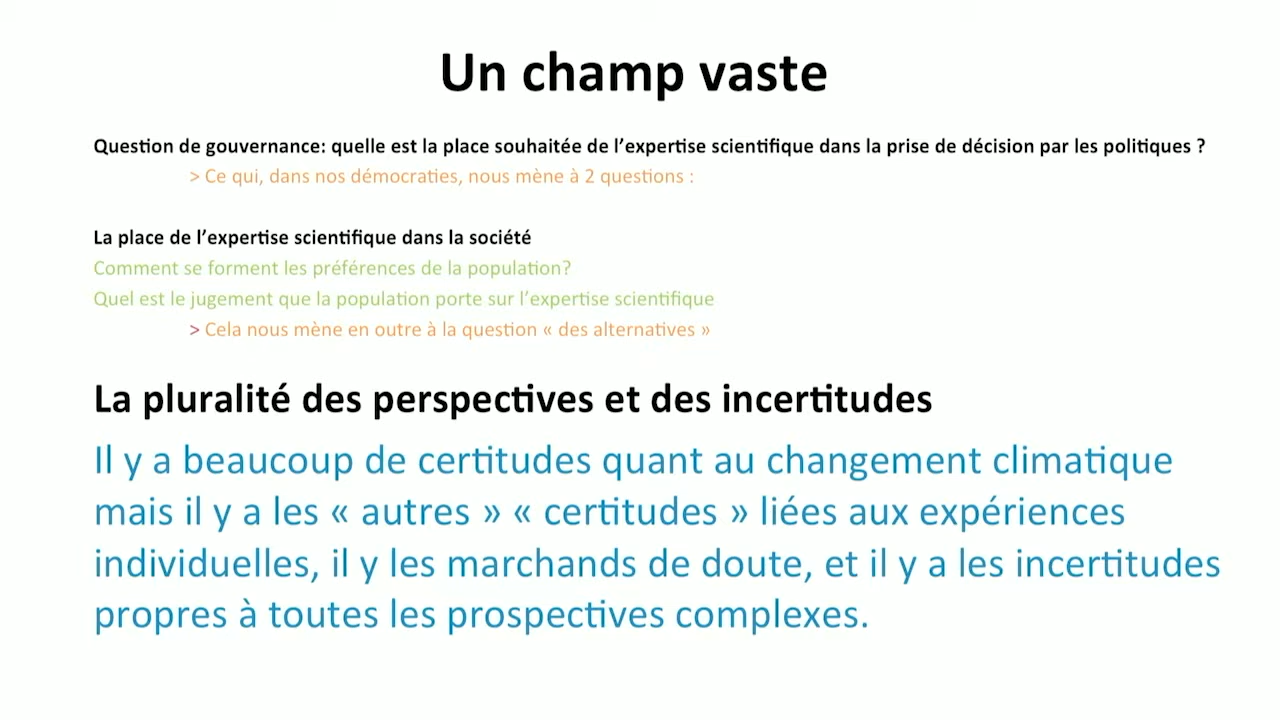 Un champ vaste
Question de gouvernance: quelle est la place souhaitée de l’expertise scientifique dans la prise de décision par les politiques ?
> Ce qui, dans nos démocraties, nous mène à 2 questions :
La place de l’expertise scientifique dans la société
Comment se forment les préférences de la population?
Quel est le jugement que la population porte sur l’expertise scientifique
> Cela nous mène en outre à la question « des alternatives »
La pluralité des perspectives et des incertitudes
Il y a beaucoup de certitudes quant au changement climatique
mais il y a les « autres » « certitudes » liées aux expériences
individuelles, il y les marchands de doute, et il y a les incertitudes
propres à toutes les prospectives complexes.